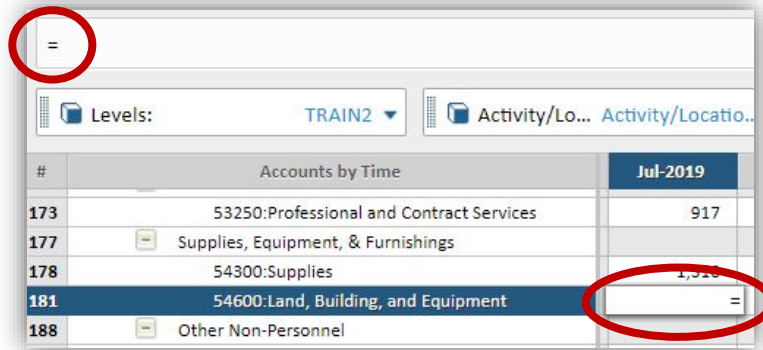 =
Levels: TRAIN2 Activity/Lo... Activity/Locatio..
# Accounts by Time Jul-2019
173 53250:Professional and Contract Services 917
177 Supplies, Equipment, & Furnishings
178 54300:Supplies
181 54600:Land, Building, and Equipment =
188 Other Non-Personnel